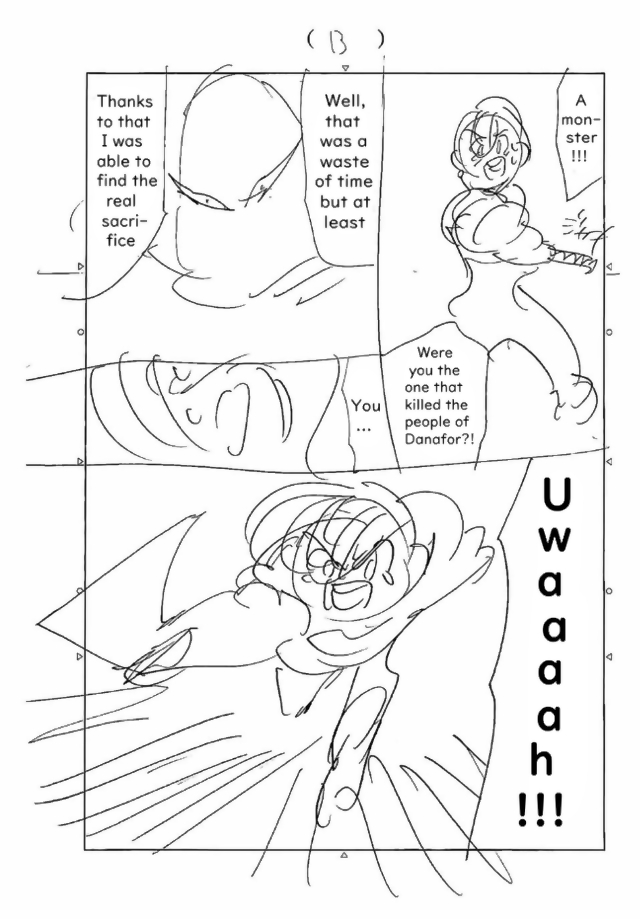 ( 13 )
A
mon-
ster
!!!
Well,
that
was a
waste
of time
but at
least
Thanks
to that
I was
able to
find the
real
sacri-
fice
Were
you the
one that
killed the
people of
Danafor?!
You
...
U
w
a
a
a
a
h
!!!